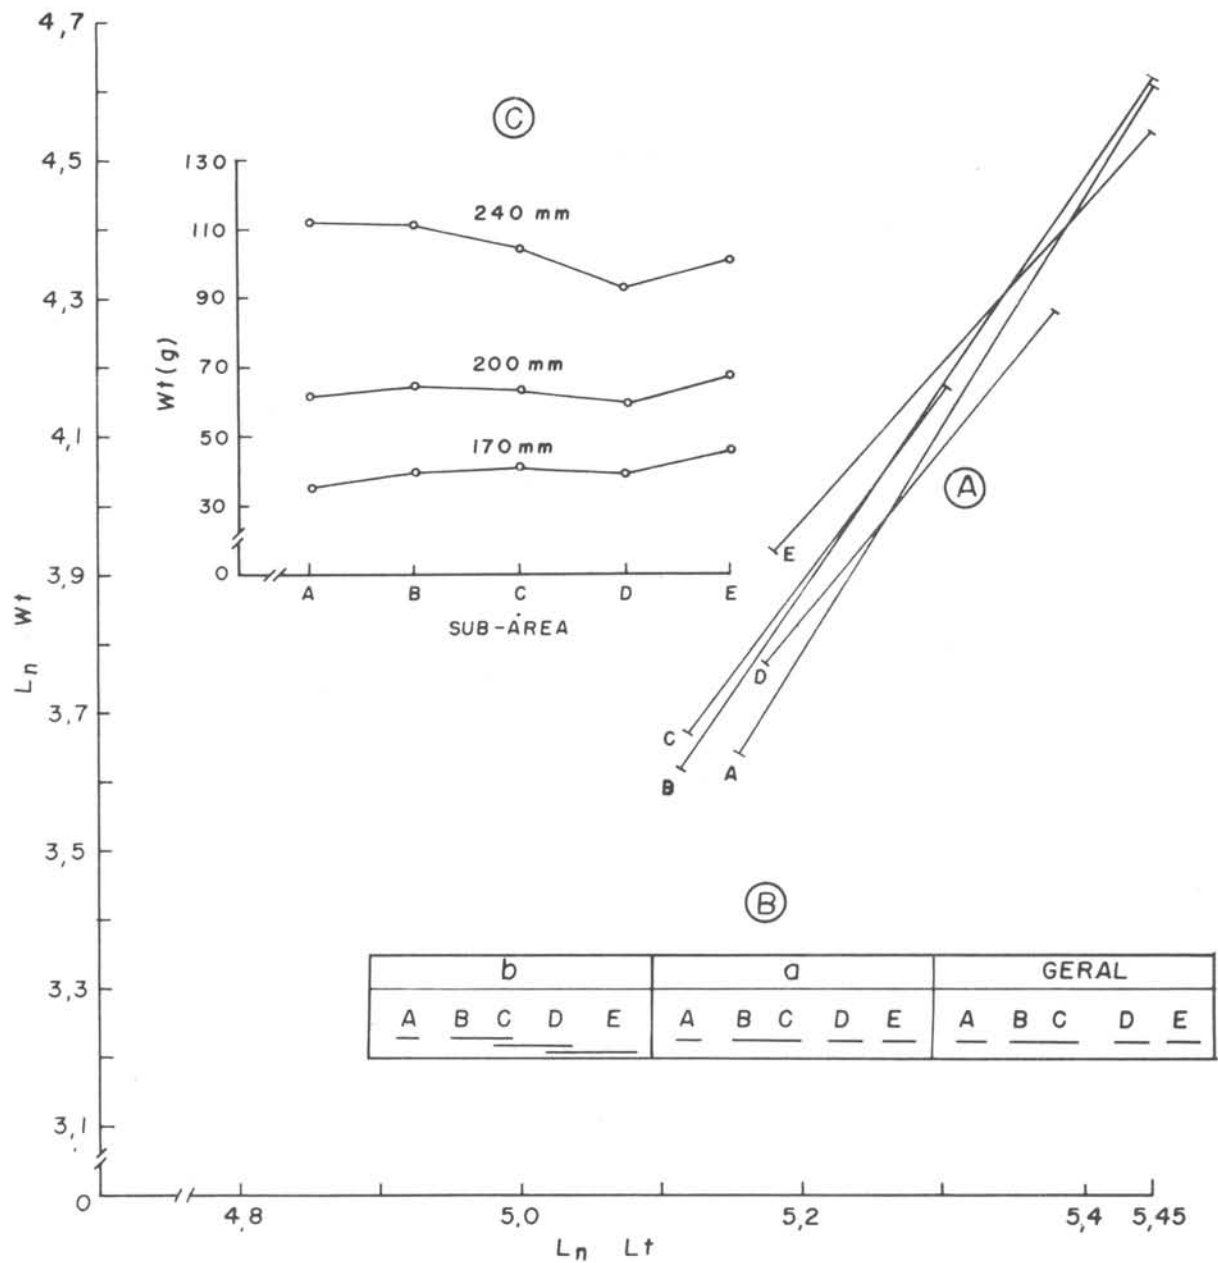 4,7
4,5
4,3
4,1
3,9
3,7
3,5
3,3
3,1
0
Ln Wt
C
130
110
90
70
50
30
0
Wt(g)
240 mm
200 mm
170 mm
A B C D E
SUB-ÁREA
A
E
D
C
B
A
B
b a GERAL
A B C D E A B C D E A B C D E
4,8 5,0 5,2 5,4 5,45
Ln Lt